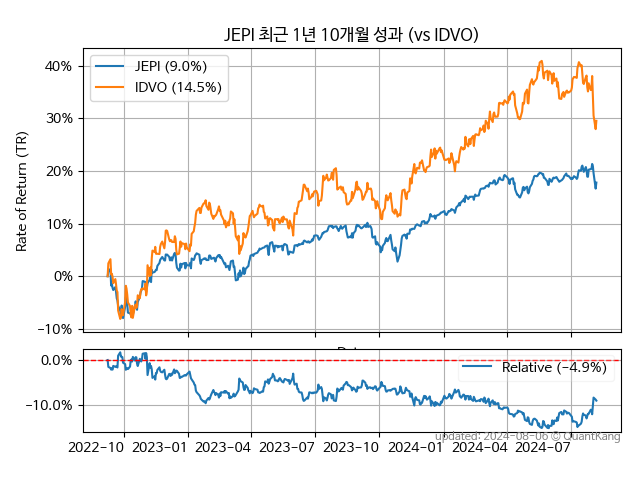 JEPI 최근 1년 10개월 성과 (vs IDVO)
JEPI (9.0%)
IDVO (14.5%)
Rate of Return (TR)
40%
30%
20%
10%
0%
−10%
0.0%
−10.0%
Relative (−4.9%)
2022-10 2023-01 2023-04 2023-07 2023-10 2024-01 2024-04 2024-07
updated: 2024-08-06 © QuantKang